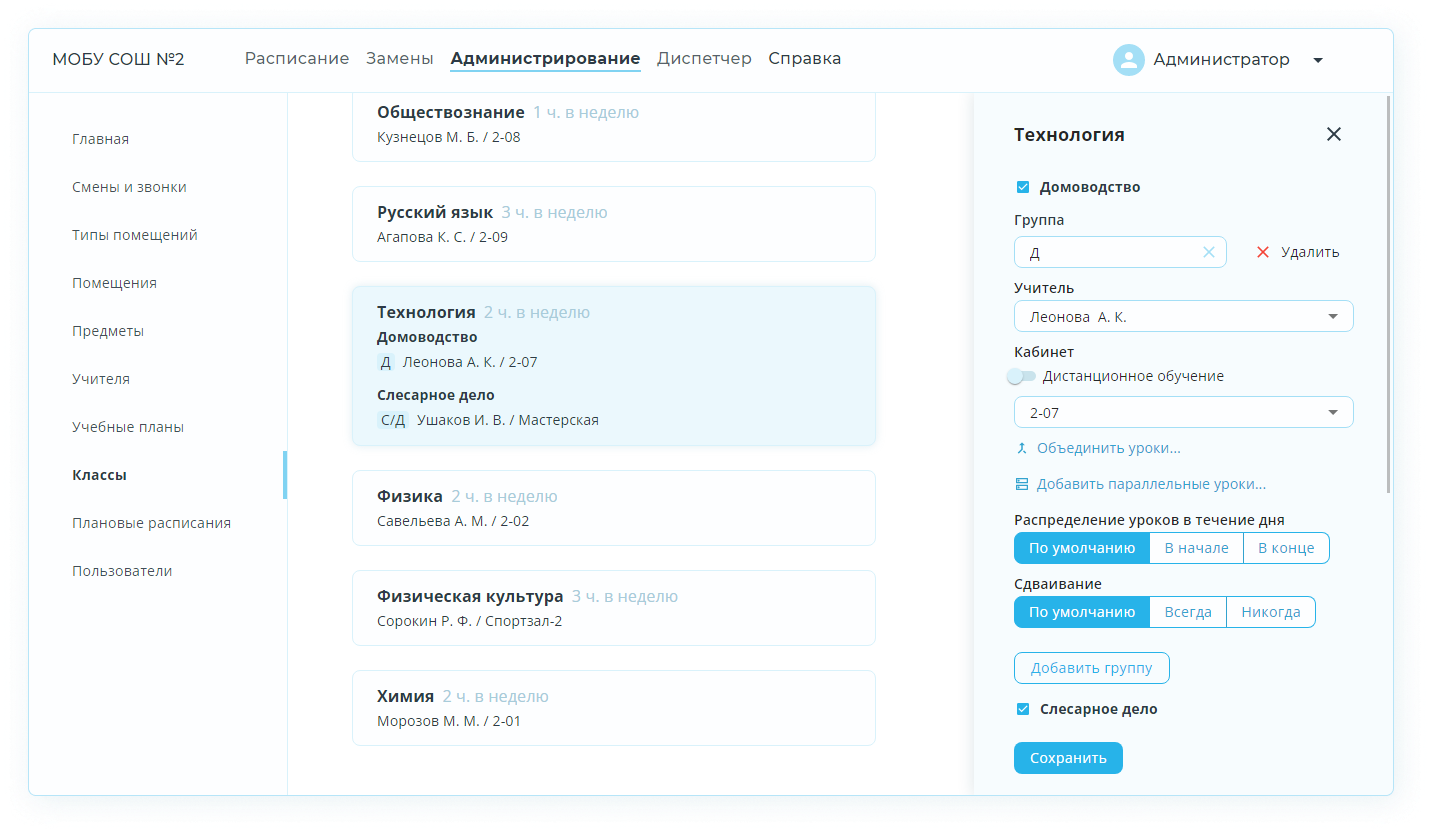 МОБУ СОШ №2
Расписание Замены Администрирование Диспетчер Справка
Администратор
Главная
Смены и звонки
Типы помещений
Помещения
Предметы
Учителя
Учебные планы
Классы
Плановые расписания
Пользователи
Обществознание 1 ч. в неделю
Кузнецов М. Б. / 2-08
Русский язык 3 ч. в неделю
Агапова К. С. / 2-09
Технология 2 ч. в неделю
Домоводство
Д Леонова А. К. / 2-07
Слесарное дело
С/Д Ушаков И. В. / Мастерская
Физика 2 ч. в неделю
Савельева А. М. / 2-02
Физическая культура 3 ч. в неделю
Сорокин Р. Ф. / Спортзал-2
Химия 2 ч. в неделю
Морозов М. М. / 2-01
Технология
Домоводство
Группа
Д
Удалить
Учитель
Леонова А. К.
Кабинет
Дистанционное обучение
2-07
Объединить уроки...
Добавить параллельные уроки...
Распределение уроков в течение дня
По умолчанию В начале В конце
Сдваивание
По умолчанию Всегда Никогда
Добавить группу
Слесарное дело
Сохранить